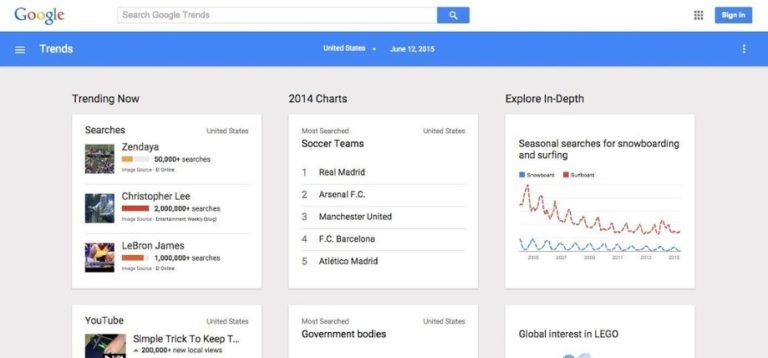 Google
Search Google Trends
Sign In
Trends
United States
June 12, 2015
Trending Now
Searches
United States
Zendaya
50,000+ searches
Image Source - E! Online
Christopher Lee
2,000,000+ searches
Image Source - Entertainment Weekly (blog)
LeBron James
1,000,000+ searches
Image Source - E! Online
YouTube
United States
Simple Trick To Keep T...
200,000+ new local views
2014 Charts
Most Searched
United States
Soccer Teams
1 Real Madrid
2 Arsenal F.C.
3 Manchester United
4 F.C. Barcelona
5 Atlético Madrid
Most Searched
United States
Government bodies
Explore In-Depth
Seasonal searches for snowboarding
and surfing
Snowboard
Surfboard
2005 2007 2009 2011 2013 2015
Global interest in LEGO